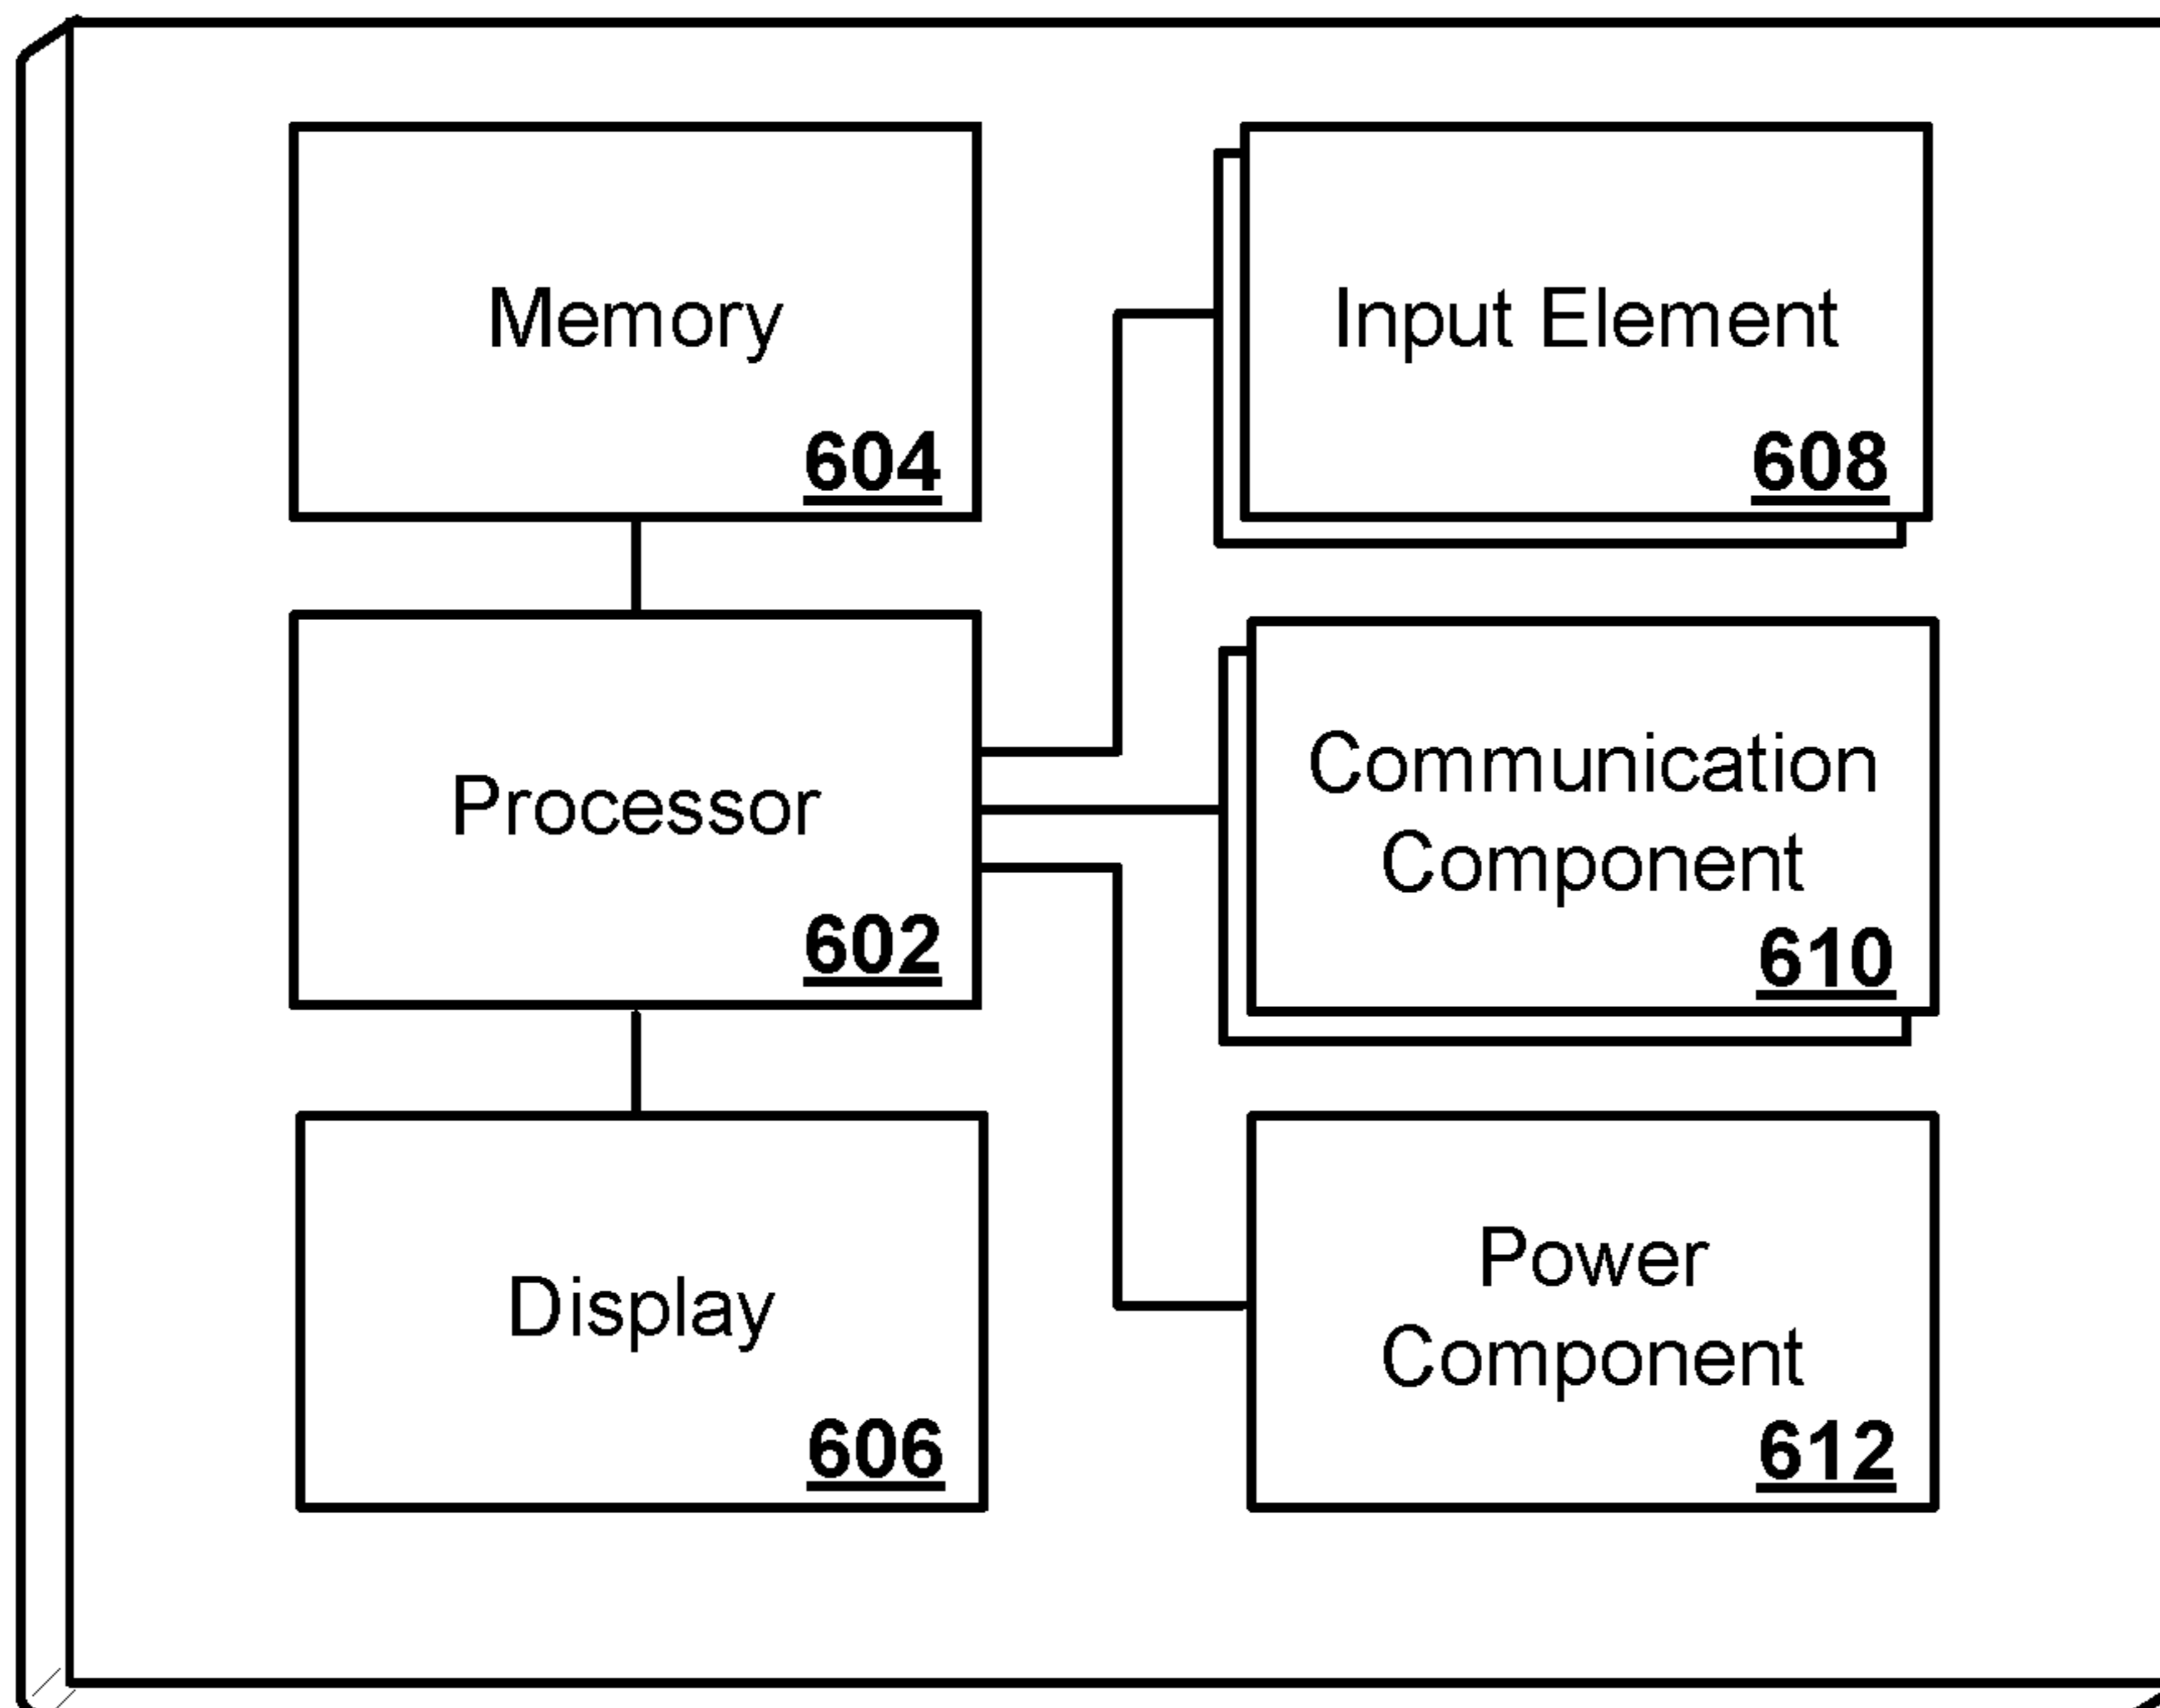 Memory
604
Input Element
608
Processor
602
Communication
Component
610
Display
606
Power
Component
612